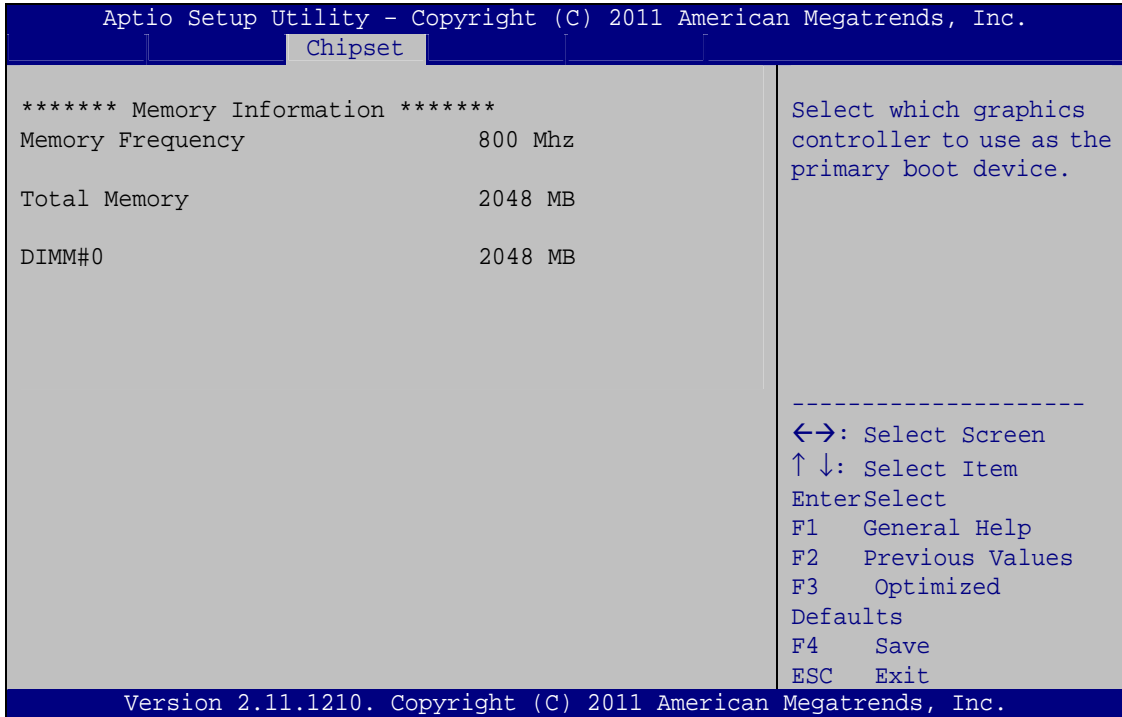 Aptio Setup Utility – Copyright (C) 2011 American Megatrends, Inc.
Chipset
******* Memory Information *******
Memory Frequency 800 Mhz
Total Memory 2048 MB
DIMM#0 2048 MB
Select which graphics
controller to use as the
primary boot device.
---------------------
←→: Select Screen
↑ ↓: Select Item
EnterSelect
F1 General Help
F2 Previous Values
F3 Optimized
Defaults
F4 Save
ESC Exit
Version 2.11.1210. Copyright (C) 2011 American Megatrends, Inc.